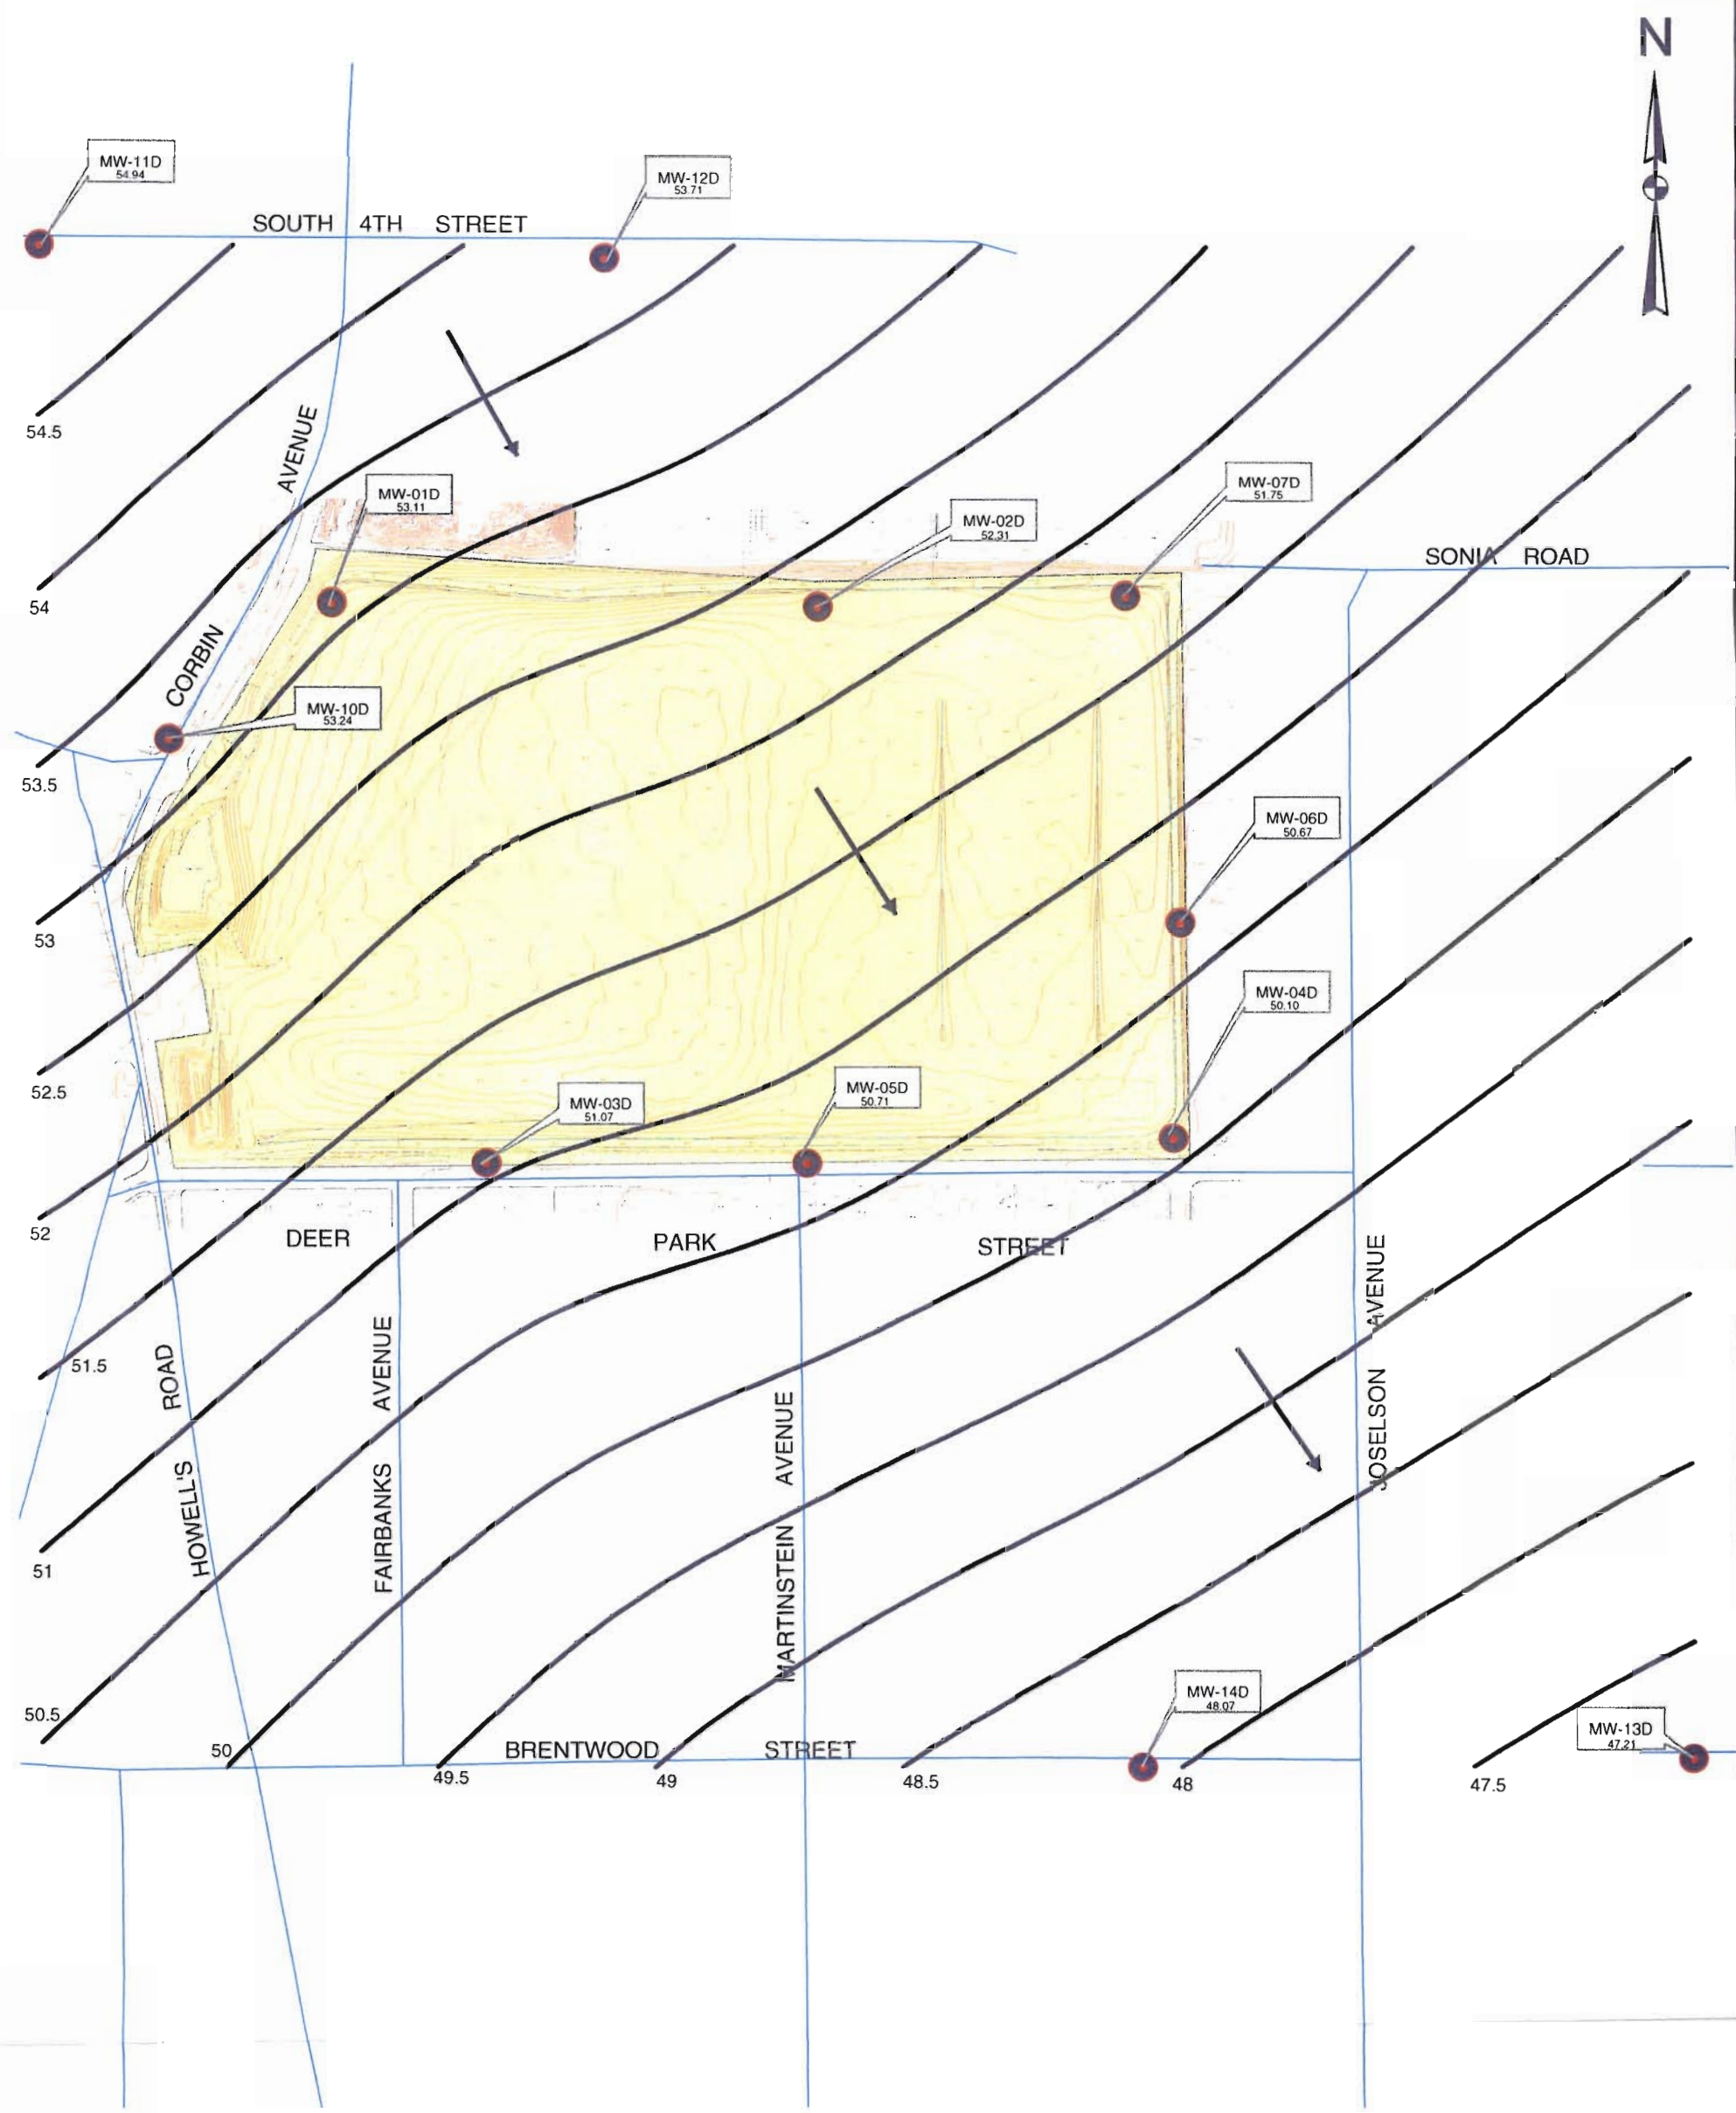 N
MW-11D
54.94
MW-12D
53.71
SOUTH 4TH STREET
54.5
AVENUE
MW-01D
53.11
MW-07D
51.75
MW-02D
52.31
SONIA ROAD
54
CORBIN
MW-10D
53.24
53.5
MW-06D
50.67
53
MW-04D
50.10
52.5
MW-03D
51.07
MW-05D
50.71
52
DEER PARK STREET
51.5
ROAD
HOWELL'S
FAIRBANKS AVENUE
MARTINSTEIN AVENUE
JOSELSON AVENUE
51
50.5
50
BRENTWOOD STREET
MW-14D
48.07
MW-13D
47.21
49.5
49
48.5
48
47.5